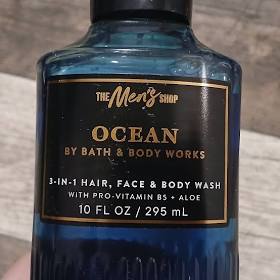 THE Men's SHOP
OCEAN
BY BATH & BODY WORKS
3-IN-1 HAIR, FACE & BODY WASH
WITH PRO-VITAMIN B5 + ALOE
10 FL OZ / 295 mL